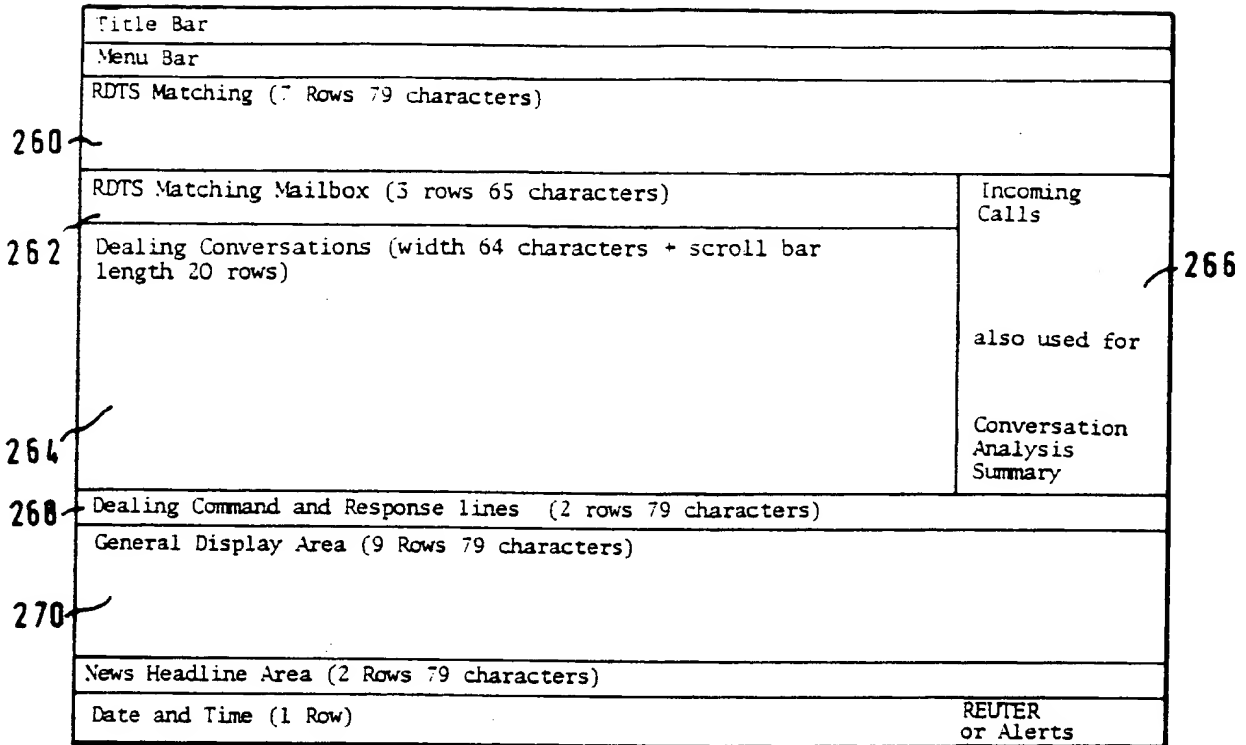 Title Bar
Menu Bar
RDTS Matching (7 Rows 79 characters)
260
RDTS Matching Mailbox (3 rows 65 characters)
Incoming
Calls
262
Dealing Conversations (width 64 characters + scroll bar
length 20 rows)
266
also used for
264
Conversation
Analysis
Summary
268
Dealing Command and Response lines (2 rows 79 characters)
General Display Area (9 Rows 79 characters)
270
News Headline Area (2 Rows 79 characters)
Date and Time (1 Row)
REUTER
or Alerts